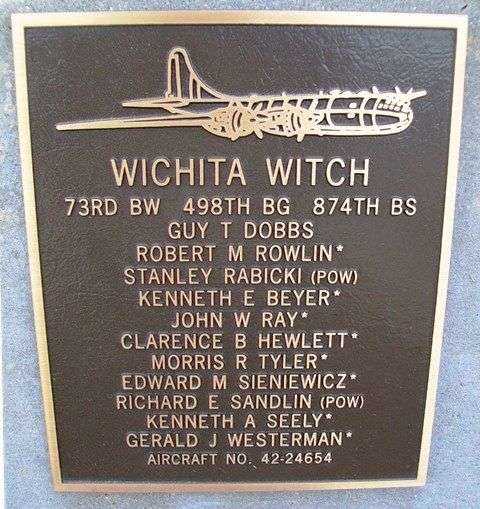 WICHITA WITCH
73RD BW 498TH BG 874TH BS
GUY T DOBBS
ROBERT M ROWLIN*
STANLEY RABICKI (POW)
KENNETH E BEYER*
JOHN W RAY*
CLARENCE B HEWLETT*
MORRIS R TYLER*
EDWARD M SIENIEWICZ*
RICHARD E SANDLIN (POW)
KENNETH A SEELY*
GERALD J WESTERMAN*
AIRCRAFT NO. 42-24654